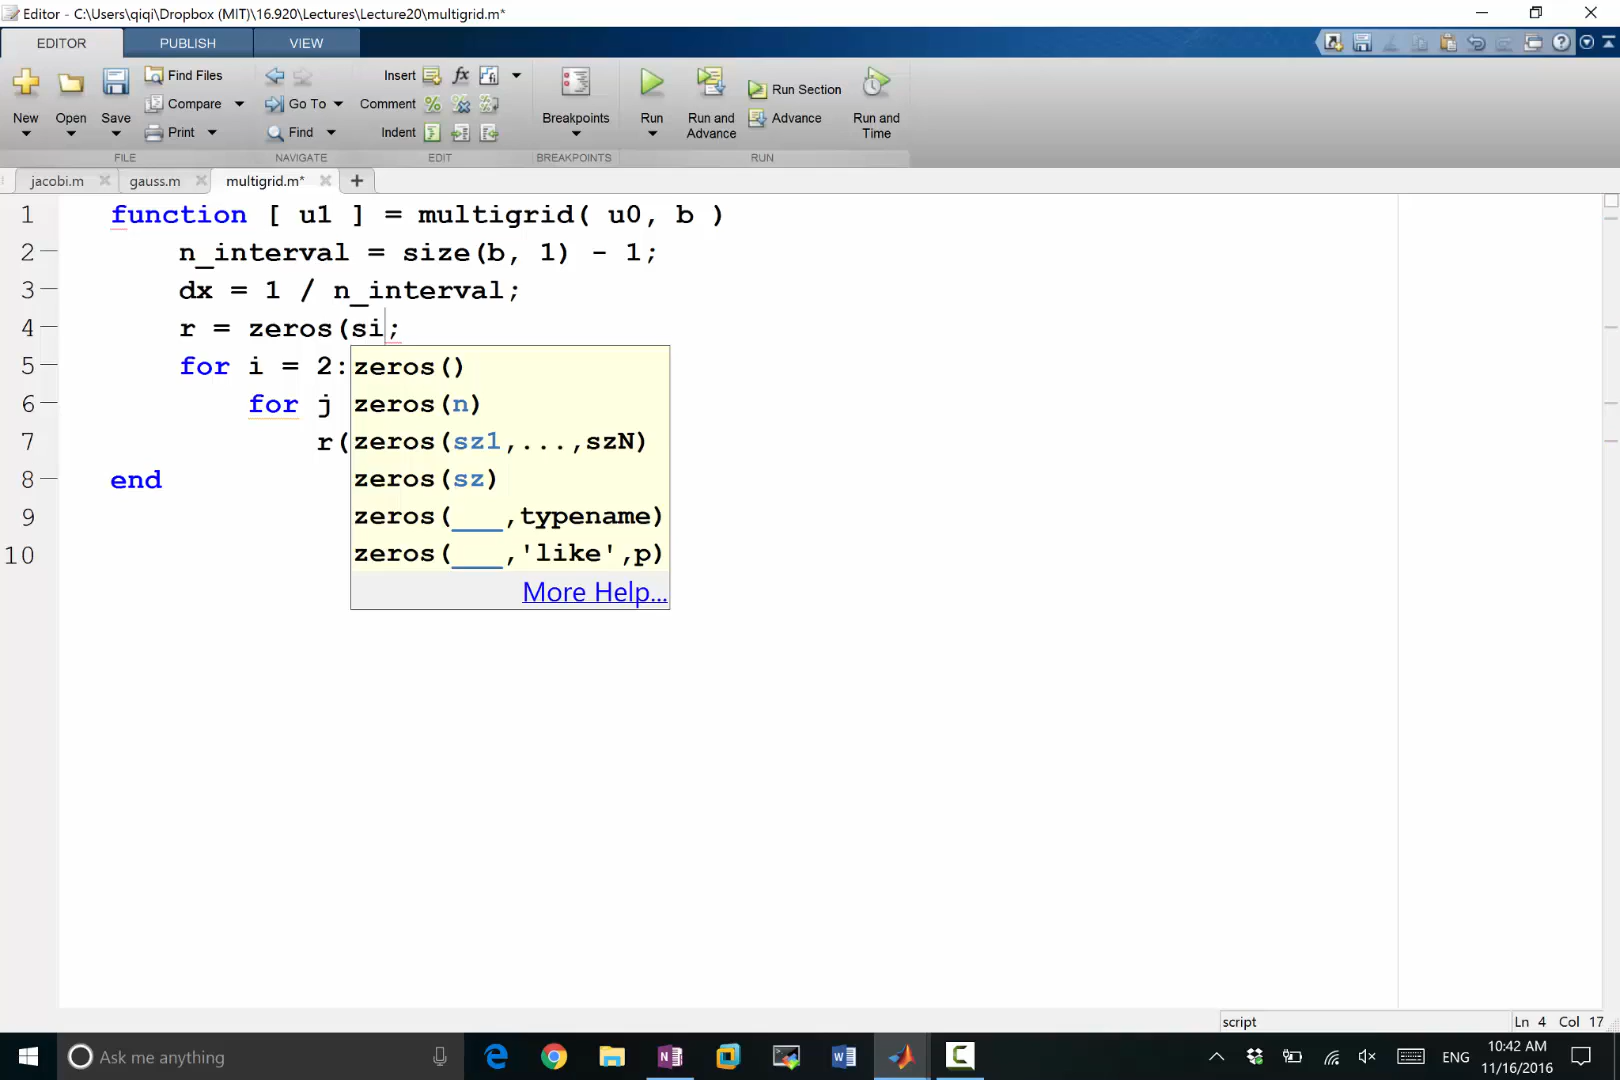 Editor - C:\Users\qiqi\Dropbox (MIT)\16.920\Lectures\Lecture20\multigrid.m*
EDITOR PUBLISH VIEW
New Open Save Find Files Compare Print
Go To Find
Insert fx Comment Indent
Breakpoints
Run Run and Advance Run Section Advance Run and Time
FILE NAVIGATE EDIT BREAKPOINTS RUN
jacobi.m gauss.m multigrid.m*
1 function [ u1 ] = multigrid( u0, b )
2 n_interval = size(b, 1) - 1;
3 dx = 1 / n_interval;
4 r = zeros(si;
5 for i = 2:
6 for j
7 r(
8 end
9
10
zeros()
zeros(n)
zeros(sz1,...,szN)
zeros(sz)
zeros(___,typename)
zeros(___,'like',p)
More Help...
script Ln 4 Col 17
Ask me anything
ENG
10:42 AM
11/16/2016